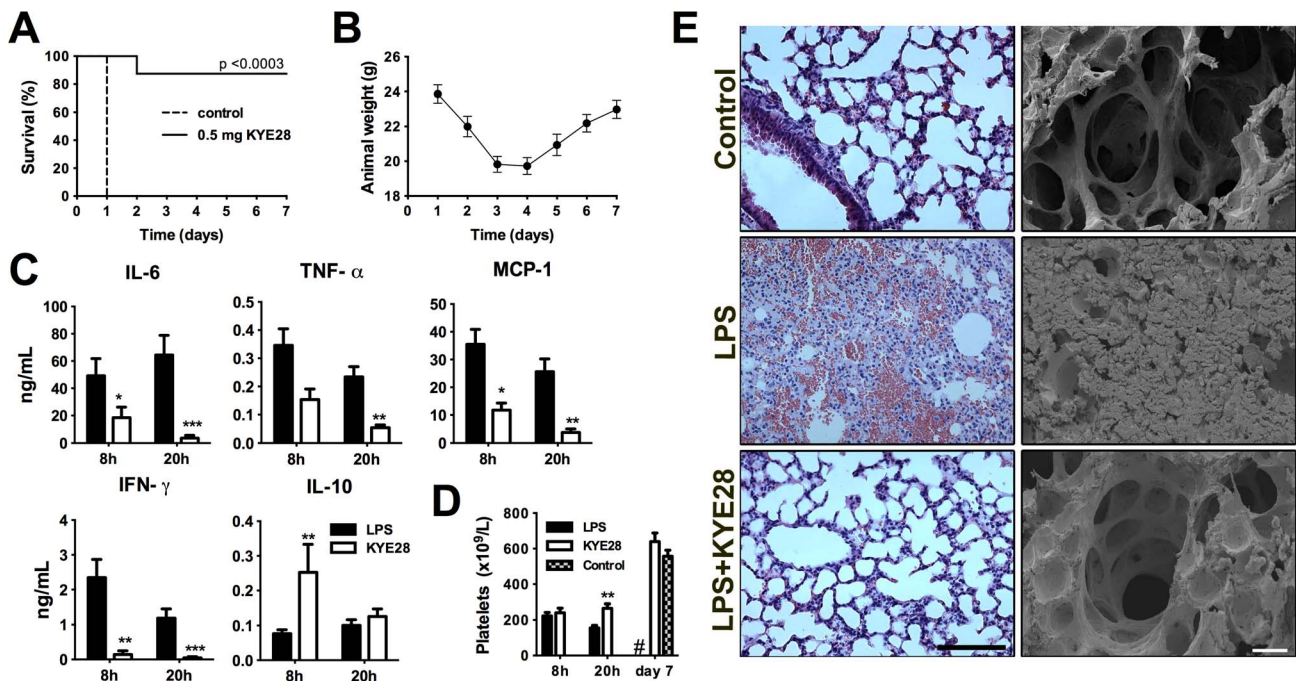 A
Survival (%)
100
80
60
40
20
0
p <0.0003
control
0.5 mg KYE28
0 1 2 3 4 5 6 7
Time (days)
B
Animal weight (g)
26
24
22
20
18
0 1 2 3 4 5 6 7
Time (days)
C
IL-6
ng/mL
100
80
60
40
20
0
*
***
8h 20h
TNF- α
0.5
0.4
0.3
0.2
0.1
0.0
**
8h 20h
MCP-1
50
40
30
20
10
0
*
**
8h 20h
IFN- γ
ng/mL
4
3
2
1
0
**
***
8h 20h
IL-10
0.4
0.3
0.2
0.1
0.0
**
LPS
KYE28
8h 20h
D
Platelets (x10⁹/L)
800
600
400
200
0
LPS
KYE28
Control
**
#
8h 20h day 7
E
Control
LPS
LPS+KYE28